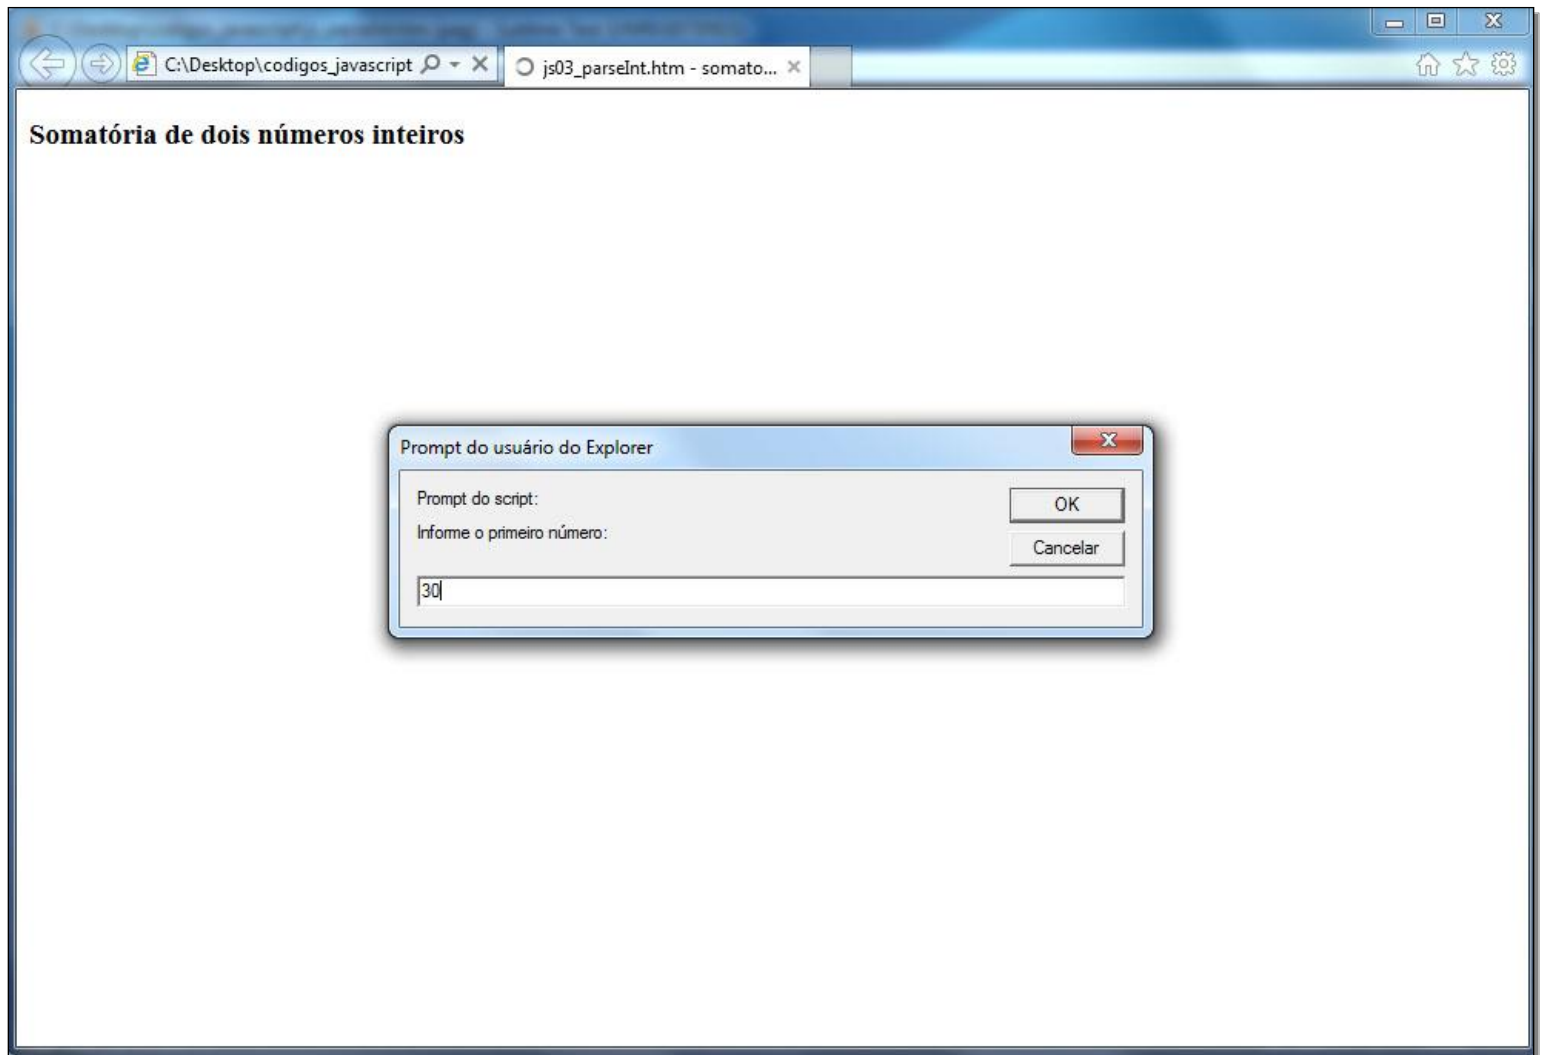 C:\Desktop\codigos_javascript
js03_parseInt.htm - somato...
Somatória de dois números inteiros
Prompt do usuário do Explorer
Prompt do script:
OK
Informe o primeiro número:
Cancelar
30